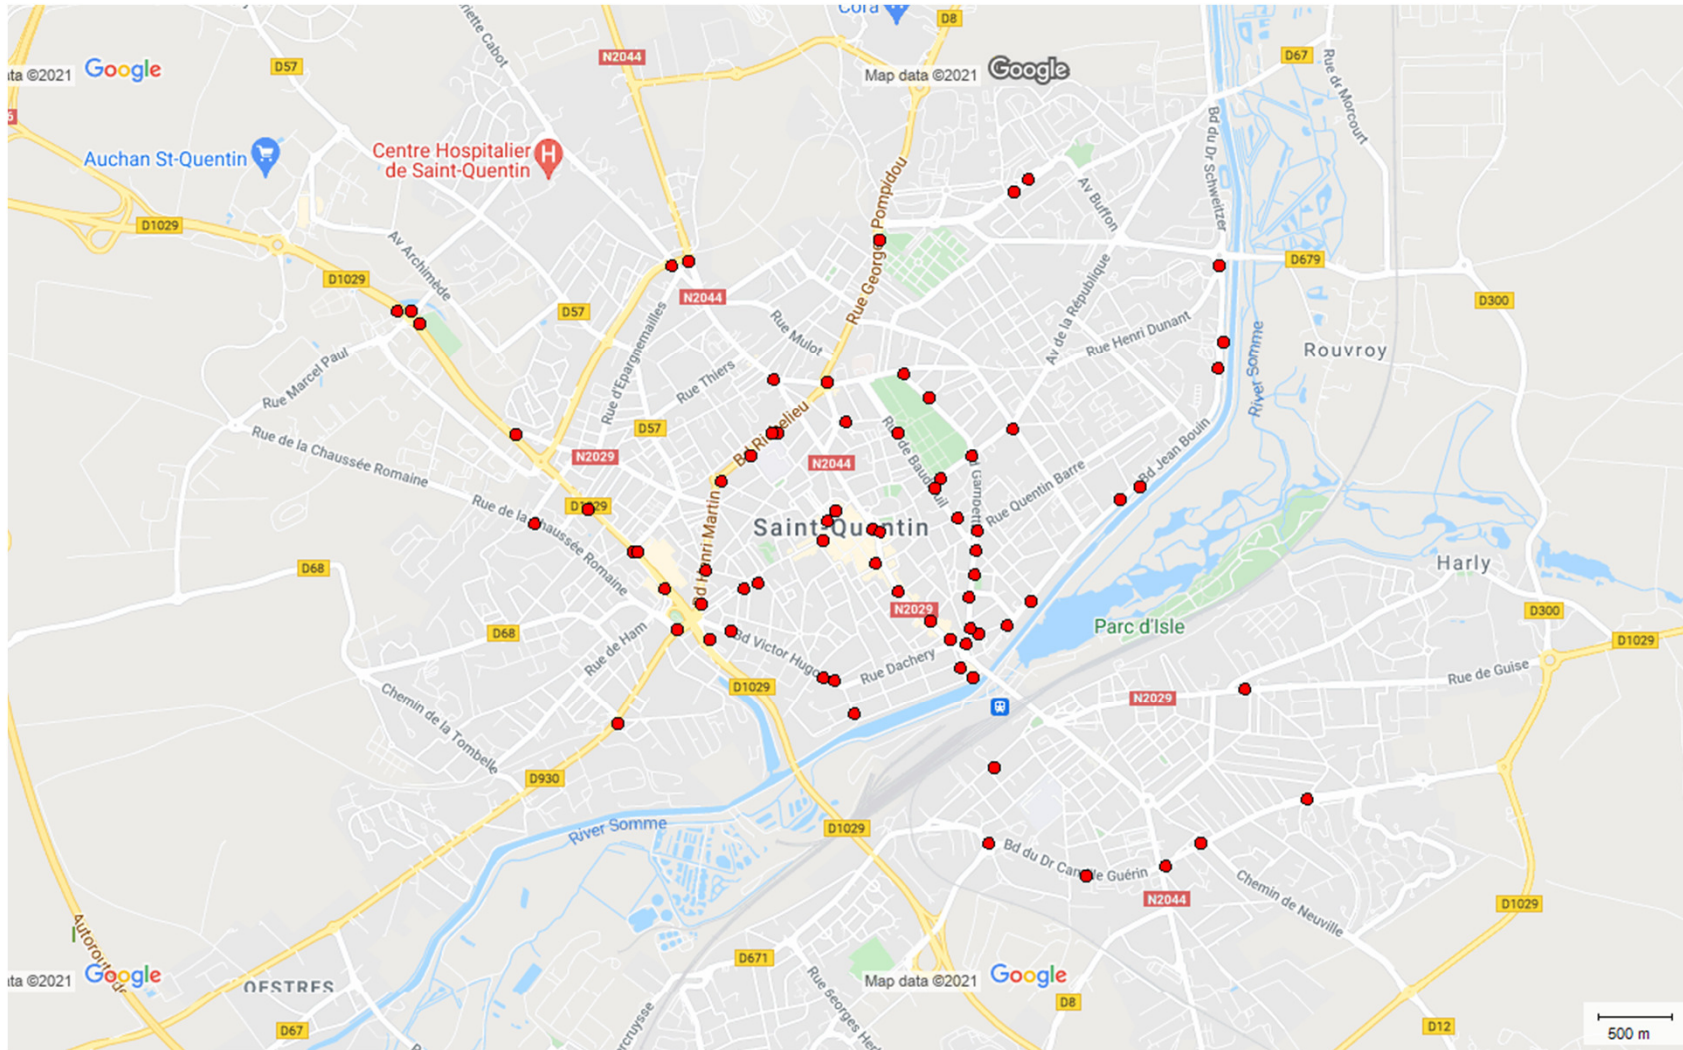 Cora
D8
riette Cabot
N2044
D57
D67
Rue de Morcourt
ata ©2021 Google
Map data ©2021 Google
6
Bd du Dr Schweitzer
Auchan St-Quentin
Centre Hospitalier
de Saint-Quentin
Rue Georges Pompidou
Av Buffon
D1029
Av Archimède
D679
D1029
N2044
D300
D57
Rue Mulot
Av de la République
Rue Henri Dunant
Rouvroy
River Somme
Rue d'Epargnemailles
Rue Thiers
Rue Marcel Paul
Bd Richelieu
D57
Rue de la Chaussée Romaine
N2029
N2044
Rue de Baudreuil
Bd Gambetta
Rue Quentin Barre
Bd Jean Bouin
D1029
Rue de la Chaussée Romaine
Bd Henri Martin
Saint-Quentin
Harly
D68
N2029
D300
Parc d'Isle
D68
Rue de Ham
Bd Victor Hugo
Rue Dachery
D1029
Rue de Guise
D1029
N2029
Chemin de la Tombelle
D930
River Somme
D1029
Bd du Dr Camille Guérin
N2044
Chemin de Neuville
D1029
Autoroute de
D671
ata ©2021 Google
Map data ©2021 Google
OESTRES
Rue Georges Her
D8
D67
D12
ercruysse
500 m